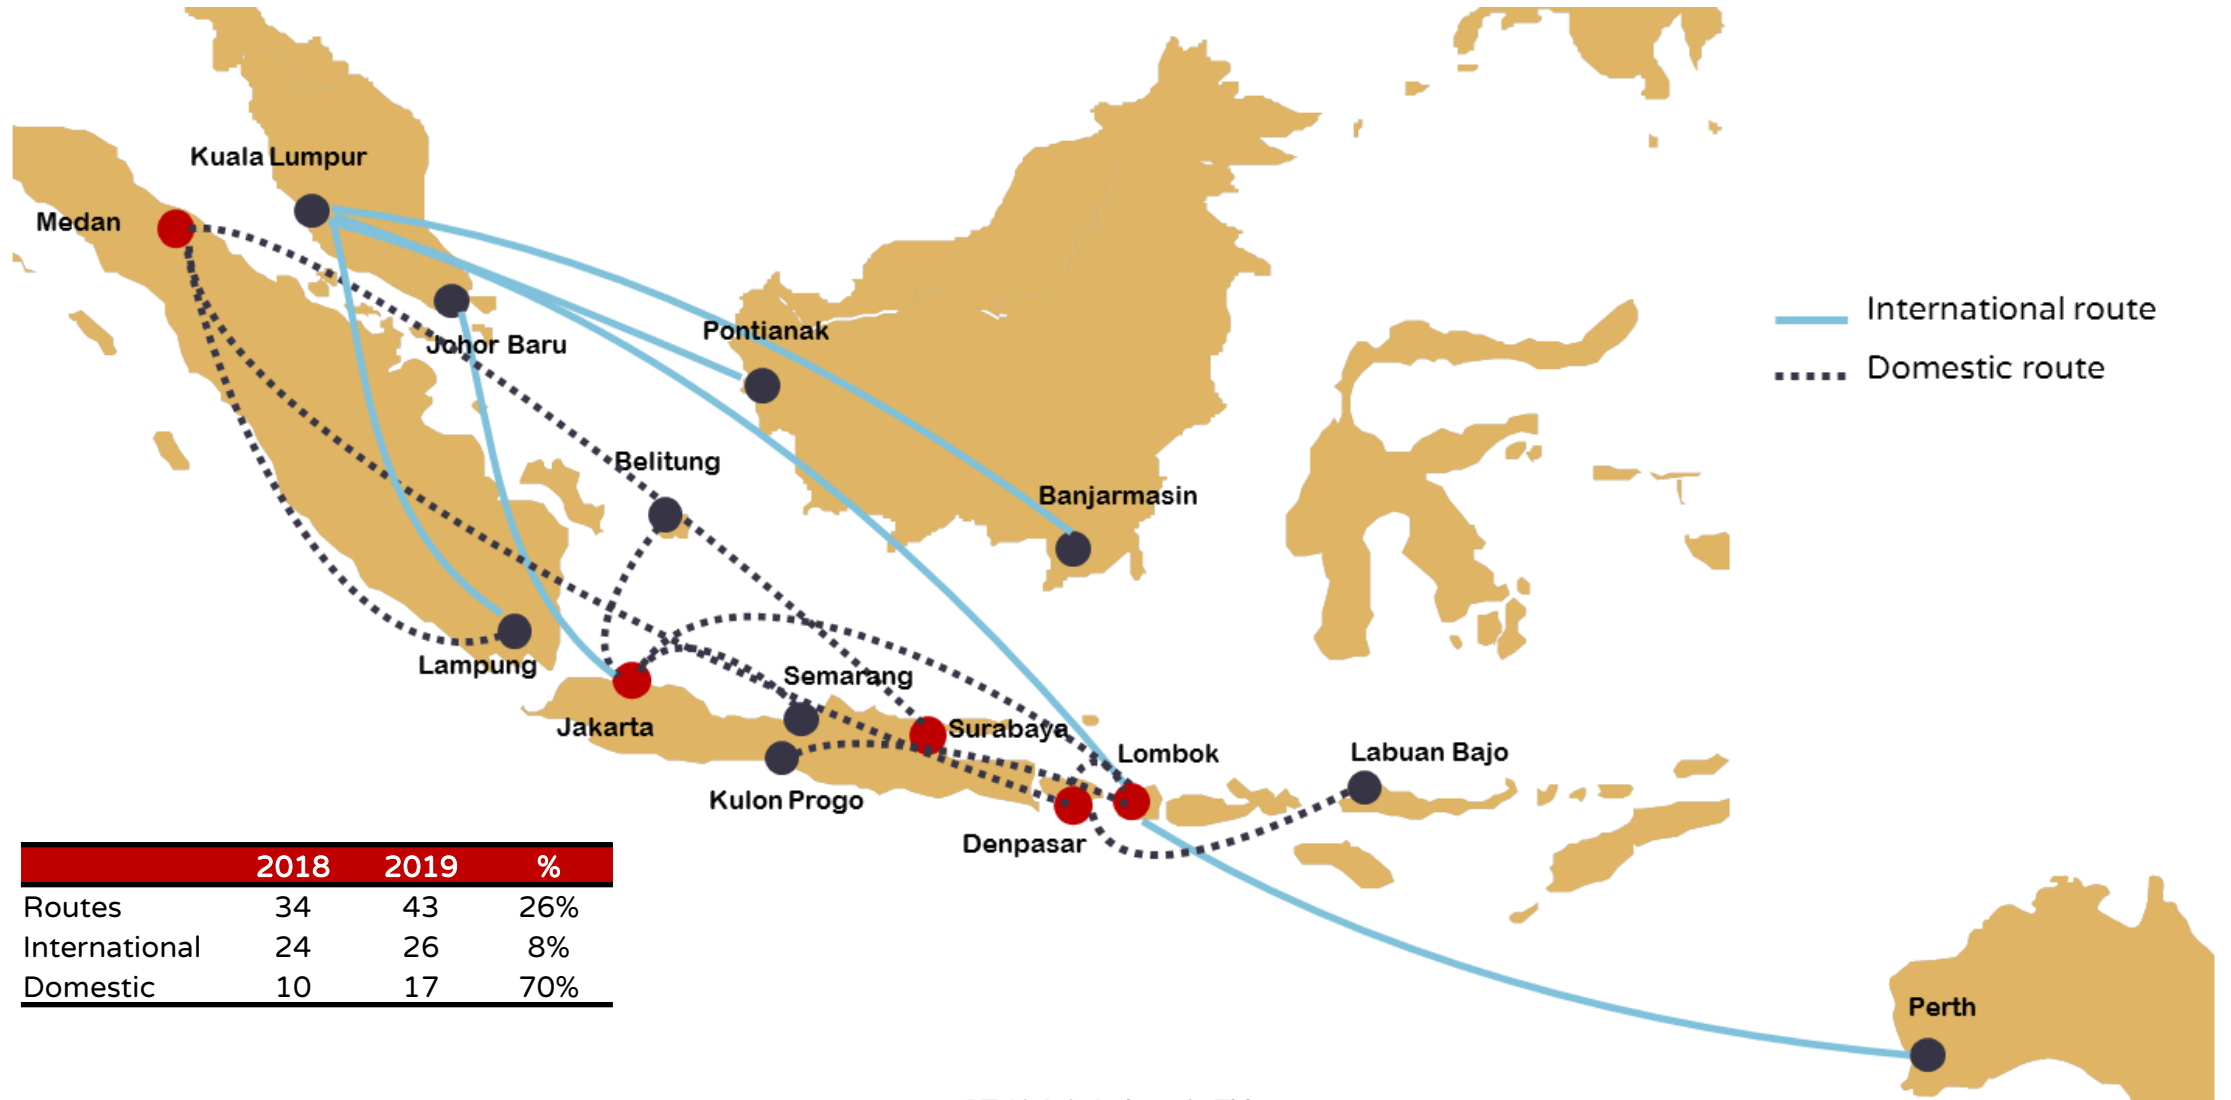 Kuala Lumpur
Medan
International route
Johor Baru
Pontianak
Domestic route
Belitung
Banjarmasin
Lampung
Semarang
Jakarta
Surabaya
Lombok
Labuan Bajo
Kulon Progo
Denpasar
2018 2019 %
Routes 34 43 26%
International 24 26 8%
Domestic 10 17 70%
Perth